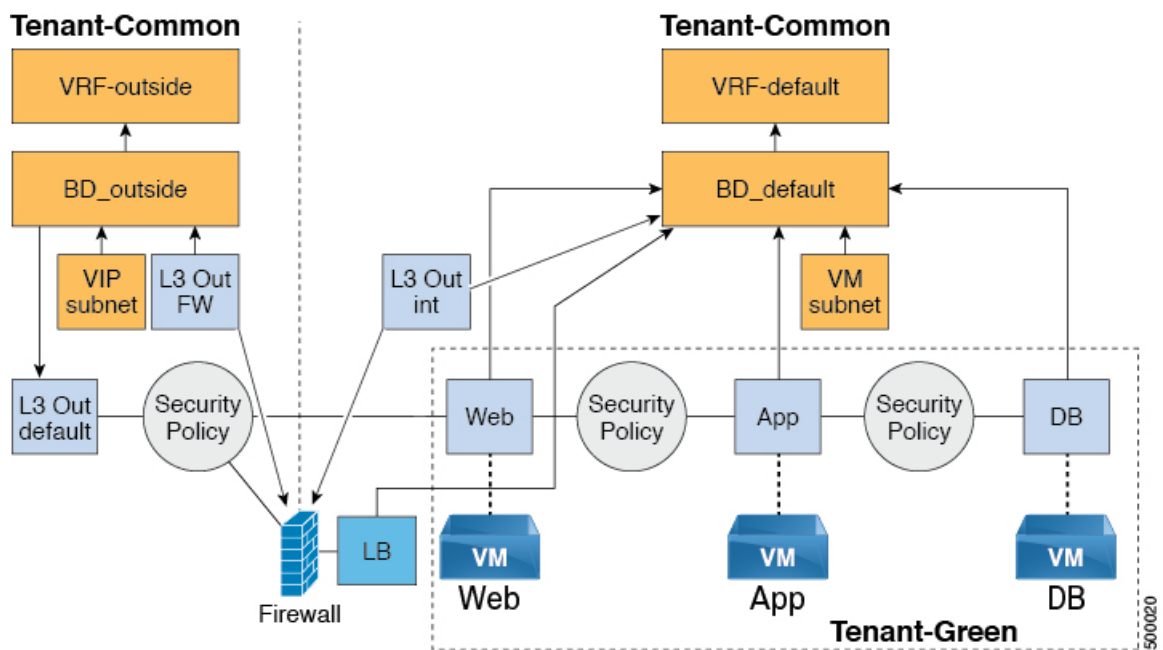 Tenant-Common
Tenant-Common
VRF-outside
VRF-default
BD_outside
BD_default
VIP
subnet
L3 Out
FW
L3 Out
int
VM
subnet
L3 Out
default
Security
Policy
Web
Security
Policy
App
Security
Policy
DB
LB
Firewall
VM
Web
VM
App
VM
DB
Tenant-Green
500020